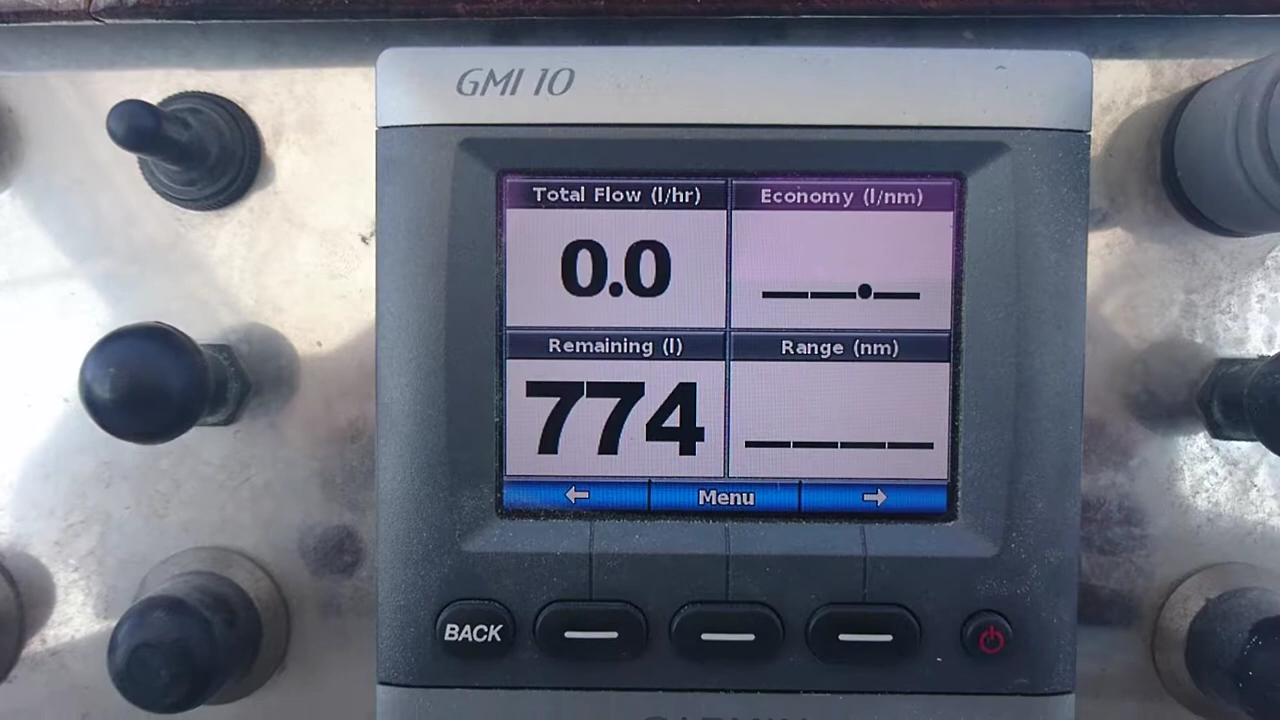 GMI 10
Total Flow (l/hr)
Economy (l/nm)
0.0
Remaining (l)
Range (nm)
774
Menu
BACK